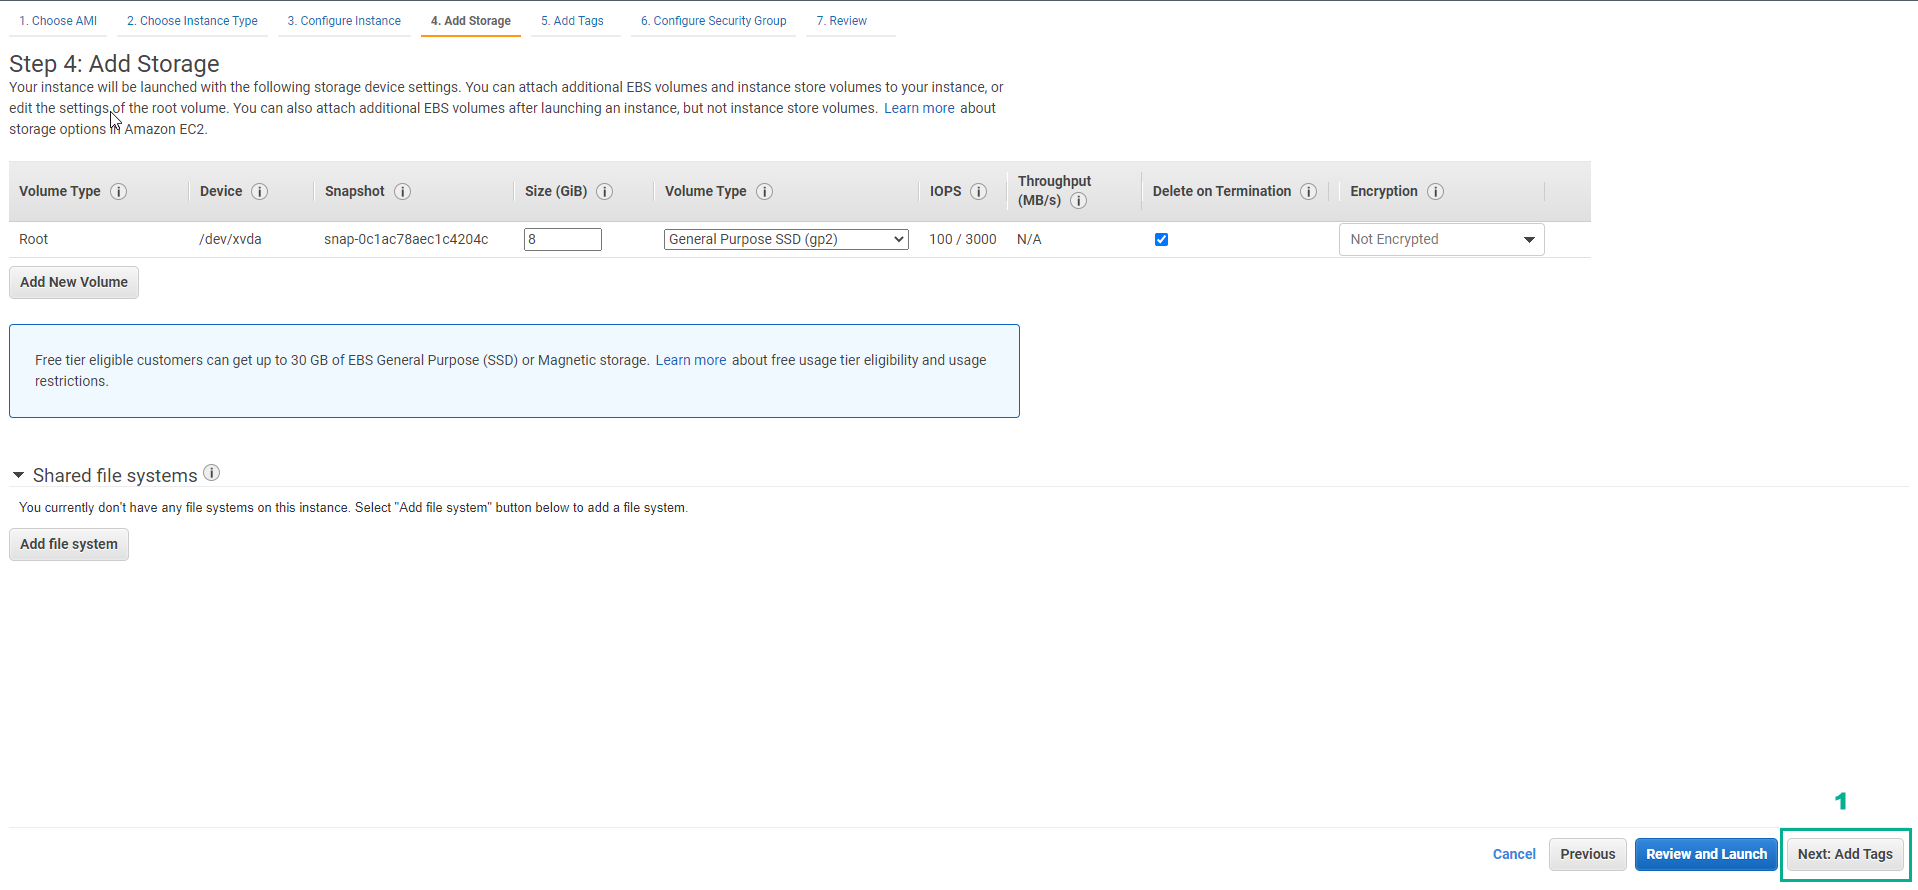 1. Choose AMI 2. Choose Instance Type 3. Configure Instance 4. Add Storage 5. Add Tags 6. Configure Security Group 7. Review
Step 4: Add Storage
Your instance will be launched with the following storage device settings. You can attach additional EBS volumes and instance store volumes to your instance, or
edit the settings of the root volume. You can also attach additional EBS volumes after launching an instance, but not instance store volumes. Learn more about
storage options in Amazon EC2.
Volume Type i Device i Snapshot i Size (GiB) i Volume Type i IOPS i Throughput (MB/s) i Delete on Termination i Encryption i
Root /dev/xvda snap-0c1ac78aec1c4204c 8 General Purpose SSD (gp2) 100 / 3000 N/A Not Encrypted
Add New Volume
Free tier eligible customers can get up to 30 GB of EBS General Purpose (SSD) or Magnetic storage. Learn more about free usage tier eligibility and usage
restrictions.
Shared file systems i
You currently don't have any file systems on this instance. Select "Add file system" button below to add a file system.
Add file system
1
Cancel Previous Review and Launch Next: Add Tags